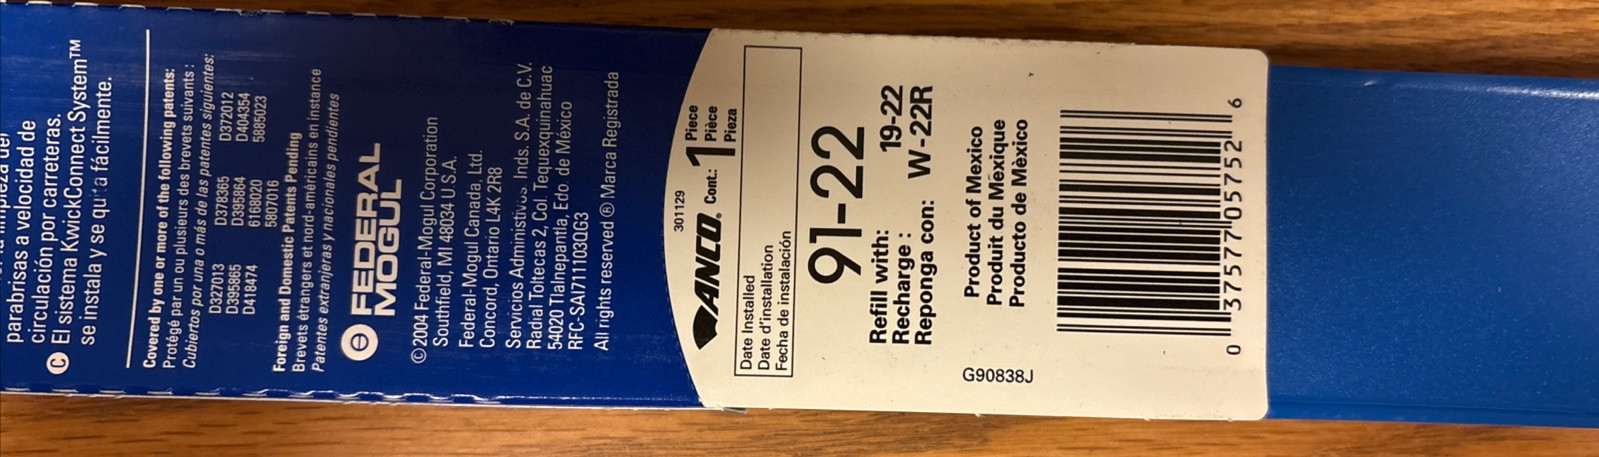 parabrisas a velocidad de
circulación por carreteras.
C El sistema KwickConnect System™
se instala y se quita fácilmente.
Covered by one or more of the following patents:
Protégé par un ou plusieurs des brevets suivants :
Cubiertos por una o más de las patentes siguientes:
D327013 D378365 D372012
D395865 D395864 D404354
D418474 6168020 5885023
5807016
Foreign and Domestic Patents Pending
Brevets étrangers et nord-américains en instance
Patentes extranjeras y nacionales pendientes
FEDERAL
MOGUL
©2004 Federal-Mogul Corporation
Southfield, MI 48034 U.S.A.
Federal-Mogul Canada, Ltd.
Concord, Ontario L4K 2R8
Servicios Administivos Inds. S.A. de C.V.
Radial Toltecas 2, Col. Tequexquinahuac
54020 Tlalnepantla, Edo. de México
RFC-SAI7111103QG3
All rights reserved ® Marca Registrada
301129
ANCO® Cont: 1 Piece
Pièce
Pieza
Date Installed
Date d'installation
Fecha de instalación
91-22
Refill with: 19-22
Recharge : W-22R
Reponga con:
Product of Mexico
Produit du Méxique
Producto de México
G90838J
0 37577 05752 6